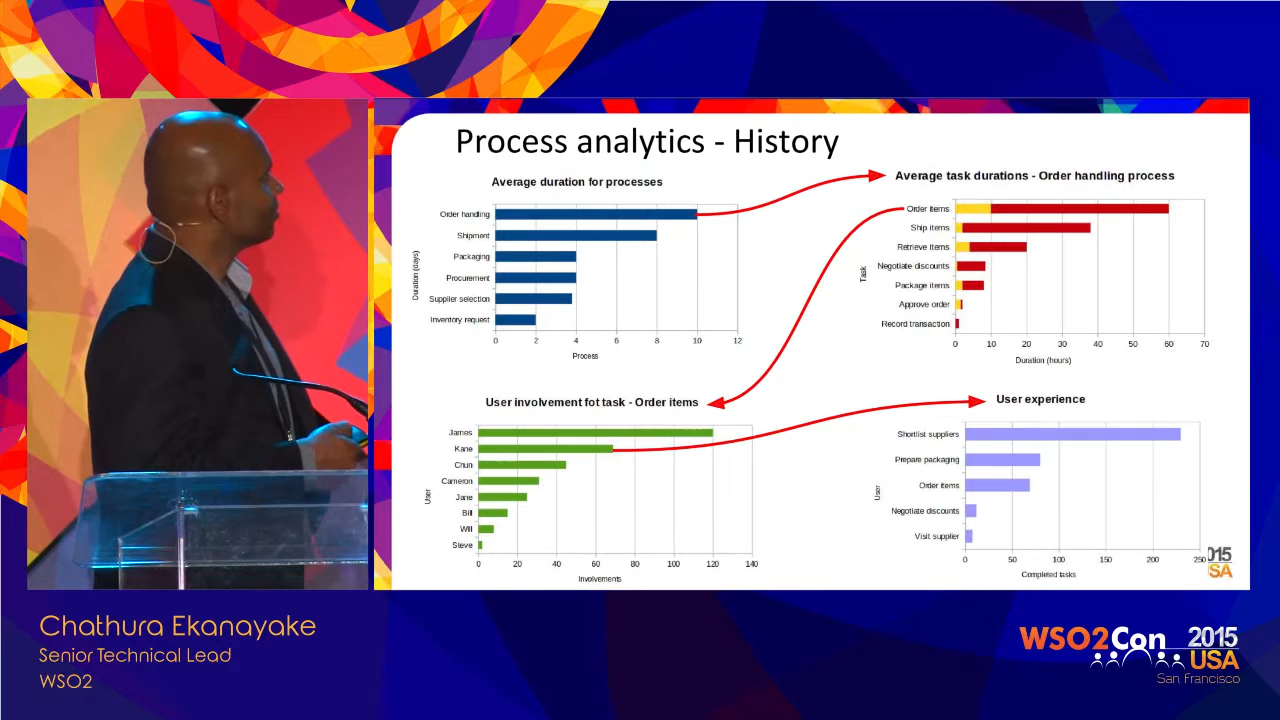 Process analytics - History
Average duration for processes
Order handling
Shipment
Packaging
Procurement
Supplier selection
Inventory request
Duration (days)
0 2 4 6 8 10 12
Process
Average task durations - Order handling process
Order items
Ship items
Retrieve items
Negotiate discounts
Package items
Approve order
Record transaction
Task
0 10 20 30 40 50 60 70
Duration (hours)
User involvement fot task - Order items
James
Kane
Chun
Cameron
Jane
Bill
Will
Steve
User
0 20 40 60 80 100 120 140
Involvements
User experience
Shortlist suppliers
Prepare packaging
Order items
Negotiate discounts
Visit supplier
User
0 50 100 150 200 250
Completed tasks
015
SA
Chathura Ekanayake
Senior Technical Lead
WSO2
WSO2Con 2015
USA
San Francisco